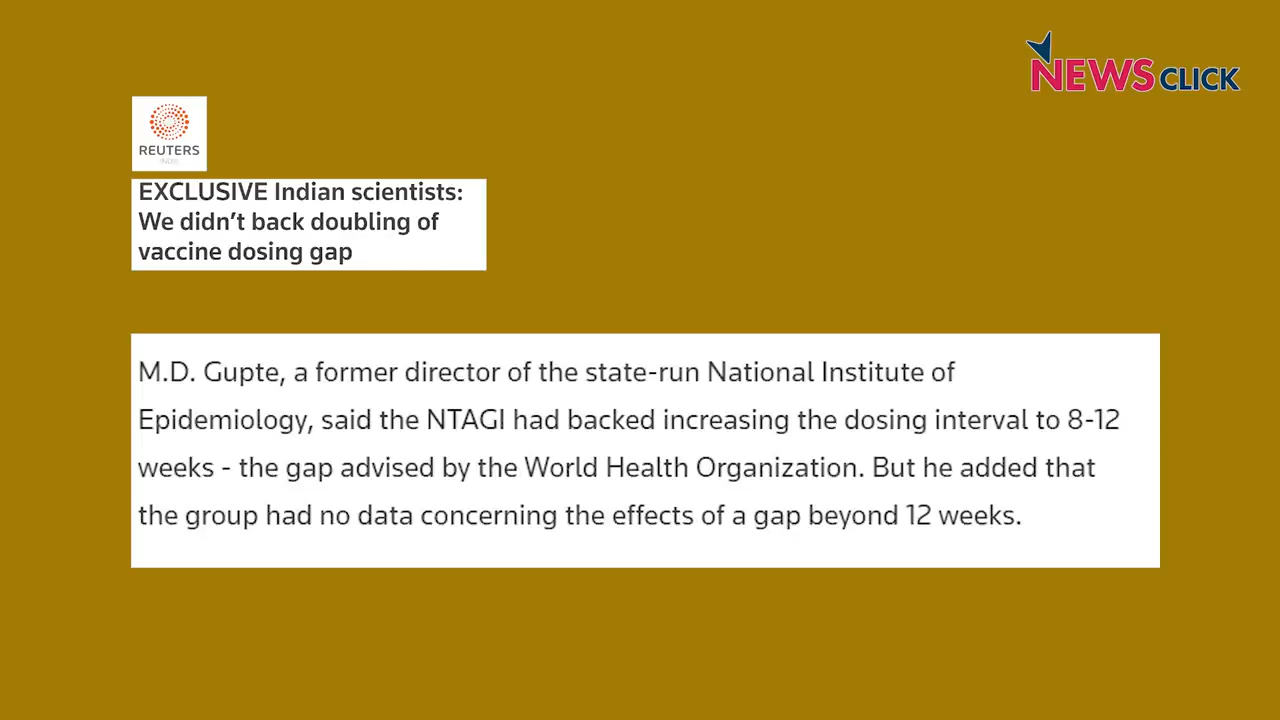 NEWSCLICK
REUTERS
INDIA
EXCLUSIVE Indian scientists:
We didn’t back doubling of
vaccine dosing gap
M.D. Gupte, a former director of the state-run National Institute of
Epidemiology, said the NTAGI had backed increasing the dosing interval to 8-12
weeks - the gap advised by the World Health Organization. But he added that
the group had no data concerning the effects of a gap beyond 12 weeks.